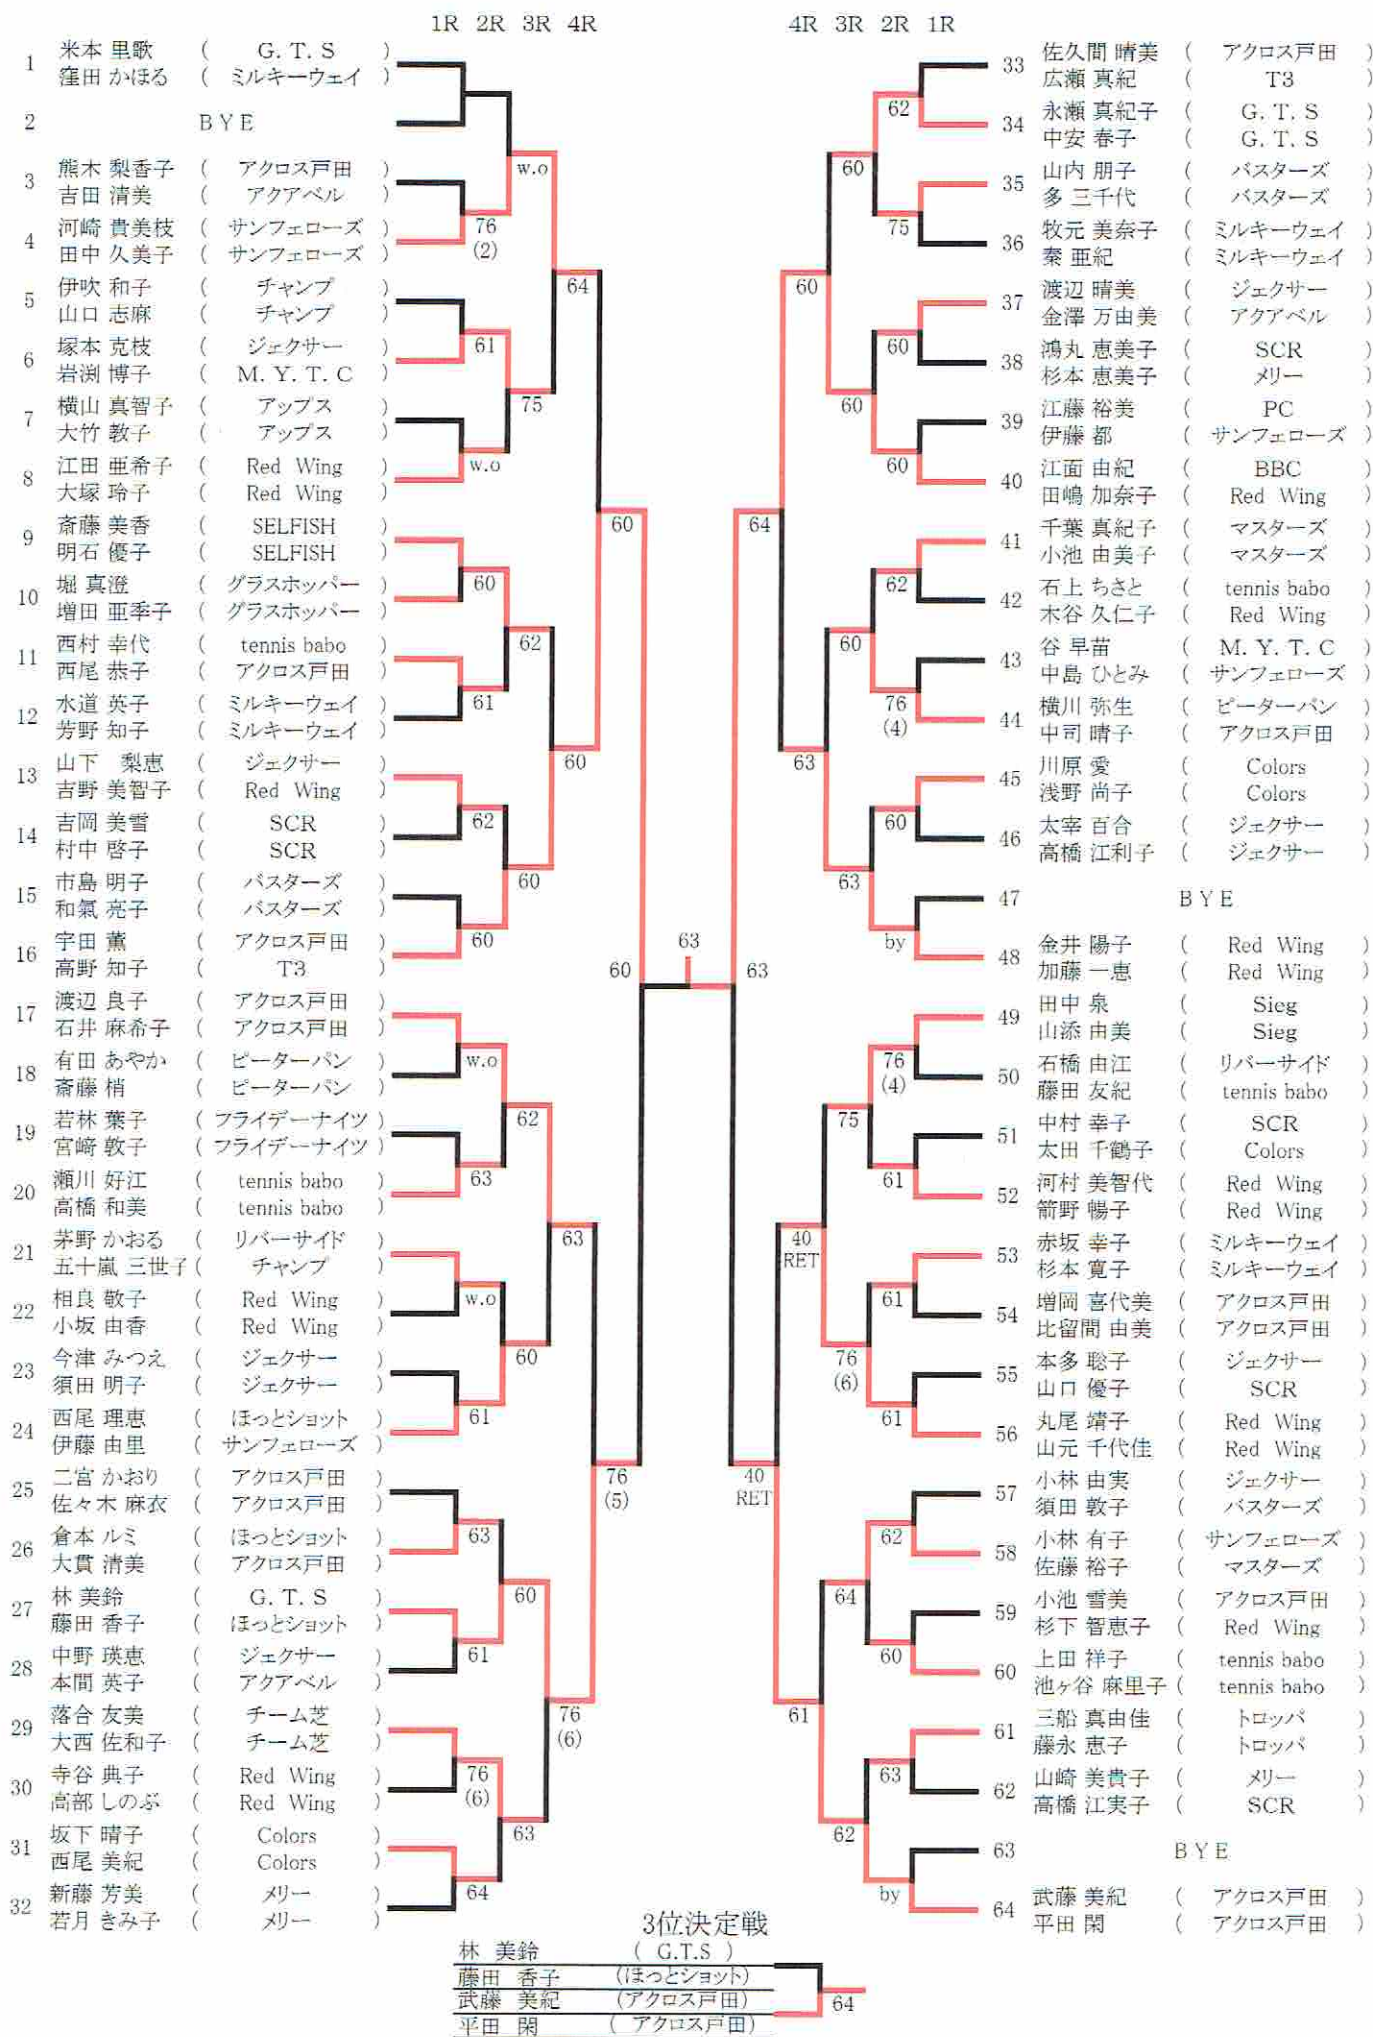 1R 2R 3R 4R
1 米本 里歌 ( G. T. S )
窪田 かほる ( ミルキーウェイ )
2 BYE
3 熊木 梨香子 ( アクロス戸田 )
吉田 清美 ( アクアベル )
4 河崎 貴美枝 ( サンフェローズ )
田中 久美子 ( サンフェローズ )
5 伊吹 和子 ( チャンプ )
山口 志麻 ( チャンプ )
6 塚本 克枝 ( ジェクサー )
岩渕 博子 ( M. Y. T. C )
7 横山 真智子 ( アップス )
大竹 敦子 ( アップス )
8 江田 亜希子 ( Red Wing )
大塚 玲子 ( Red Wing )
9 斎藤 美香 ( SELFISH )
明石 優子 ( SELFISH )
10 堀 真澄 ( グラスホッパー )
増田 亜季子 ( グラスホッパー )
11 西村 幸代 ( tennis babo )
西尾 恭子 ( アクロス戸田 )
12 水道 英子 ( ミルキーウェイ )
芳野 知子 ( ミルキーウェイ )
13 山下 梨恵 ( ジェクサー )
吉野 美智子 ( Red Wing )
14 吉岡 美雪 ( SCR )
村中 啓子 ( SCR )
15 市島 明子 ( バスターズ )
和氣 亮子 ( バスターズ )
16 宇田 薫 ( アクロス戸田 )
高野 知子 ( T3 )
17 渡辺 良子 ( アクロス戸田 )
石井 麻希子 ( アクロス戸田 )
18 有田 あやか ( ピーターパン )
斎藤 梢 ( ピーターパン )
19 若林 葉子 ( フライデーナイツ )
宮﨑 敦子 ( フライデーナイツ )
20 瀬川 好江 ( tennis babo )
高橋 和美 ( tennis babo )
21 茅野 かおる ( リバーサイド )
五十嵐 三世子 ( チャンプ )
22 相良 敬子 ( Red Wing )
小坂 由香 ( Red Wing )
23 今津 みつえ ( ジェクサー )
須田 明子 ( ジェクサー )
24 西尾 理恵 ( ほっとショット )
伊藤 由里 ( サンフェローズ )
25 二宮 かおり ( アクロス戸田 )
佐々木 麻衣 ( アクロス戸田 )
26 倉本 ルミ ( ほっとショット )
大貫 清美 ( アクロス戸田 )
27 林 美鈴 ( G. T. S )
藤田 香子 ( ほっとショット )
28 中野 瑛恵 ( ジェクサー )
本間 英子 ( アクアベル )
29 落合 友美 ( チーム芝 )
大西 佐和子 ( チーム芝 )
30 寺谷 典子 ( Red Wing )
高部 しのぶ ( Red Wing )
31 坂下 晴子 ( Colors )
西尾 美紀 ( Colors )
32 新藤 芳美 ( メリー )
若月 きみ子 ( メリー )
w.o
76
(2)
64
61
75
w.o
60
60
62
61
60
62
60
60
60
w.o
62
63
63
w.o
60
61
76
(5)
63
60
61
76
(6)
76
(6)
63
64
63
4R 3R 2R 1R
33 佐久間 晴美 ( アクロス戸田 )
広瀬 真紀 ( T3 )
34 永瀬 真紀子 ( G. T. S )
中安 春子 ( G. T. S )
35 山内 朋子 ( バスターズ )
多 三千代 ( バスターズ )
36 牧元 美奈子 ( ミルキーウェイ )
秦 亜紀 ( ミルキーウェイ )
37 渡辺 晴美 ( ジェクサー )
金澤 万由美 ( アクアベル )
38 鴻丸 恵美子 ( SCR )
杉本 恵美子 ( メリー )
39 江藤 裕美 ( PC )
伊藤 都 ( サンフェローズ )
40 江面 由紀 ( BBC )
田嶋 加奈子 ( Red Wing )
41 千葉 真紀子 ( マスターズ )
小池 由美子 ( マスターズ )
42 石上 ちさと ( tennis babo )
木谷 久仁子 ( Red Wing )
43 谷 早苗 ( M. Y. T. C )
中島 ひとみ ( サンフェローズ )
44 横川 弥生 ( ピーターパン )
中司 晴子 ( アクロス戸田 )
45 川原 愛 ( Colors )
浅野 尚子 ( Colors )
46 太宰 百合 ( ジェクサー )
高橋 江利子 ( ジェクサー )
47 BYE
48 金井 陽子 ( Red Wing )
加藤 一恵 ( Red Wing )
49 田中 泉 ( Sieg )
山添 由美 ( Sieg )
50 石橋 由江 ( リバーサイド )
藤田 友紀 ( tennis babo )
51 中村 幸子 ( SCR )
太田 千鶴子 ( Colors )
52 河村 美智代 ( Red Wing )
箭野 暢子 ( Red Wing )
53 赤坂 幸子 ( ミルキーウェイ )
杉本 寛子 ( ミルキーウェイ )
54 増岡 喜代美 ( アクロス戸田 )
比留間 由美 ( アクロス戸田 )
55 本多 聡子 ( ジェクサー )
山口 優子 ( SCR )
56 丸尾 靖子 ( Red Wing )
山元 千代佳 ( Red Wing )
57 小林 由実 ( ジェクサー )
須田 敦子 ( バスターズ )
58 小林 有子 ( サンフェローズ )
佐藤 裕子 ( マスターズ )
59 小池 雪美 ( アクロス戸田 )
杉下 智恵子 ( Red Wing )
60 上田 祥子 ( tennis babo )
池ヶ谷 麻里子 ( tennis babo )
61 三船 真由佳 ( トロッパ )
藤永 恵子 ( トロッパ )
62 山崎 美貴子 ( メリー )
高橋 江実子 ( SCR )
63 BYE
64 武藤 美紀 ( アクロス戸田 )
平田 閑 ( アクロス戸田 )
62
60
75
60
60
60
60
64
62
60
76
(4)
63
60
63
by
63
76
(4)
75
61
40
RET
61
76
(6)
61
40
RET
62
64
60
61
63
62
by
3位決定戦
林 美鈴 ( G.T.S )
藤田 香子 (ほっとショット)
武藤 美紀 (アクロス戸田)
平田 閑 ( アクロス戸田)
64